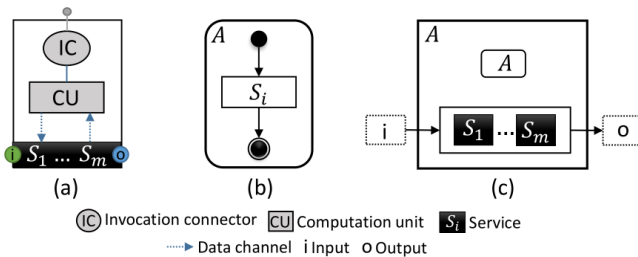 IC
CU
i S₁ ... Sₘ o
(a)
A
Sᵢ
(b)
A
A
i S₁ ... Sₘ o
(c)
IC Invocation connector CU Computation unit Sᵢ Service
Data channel i Input o Output